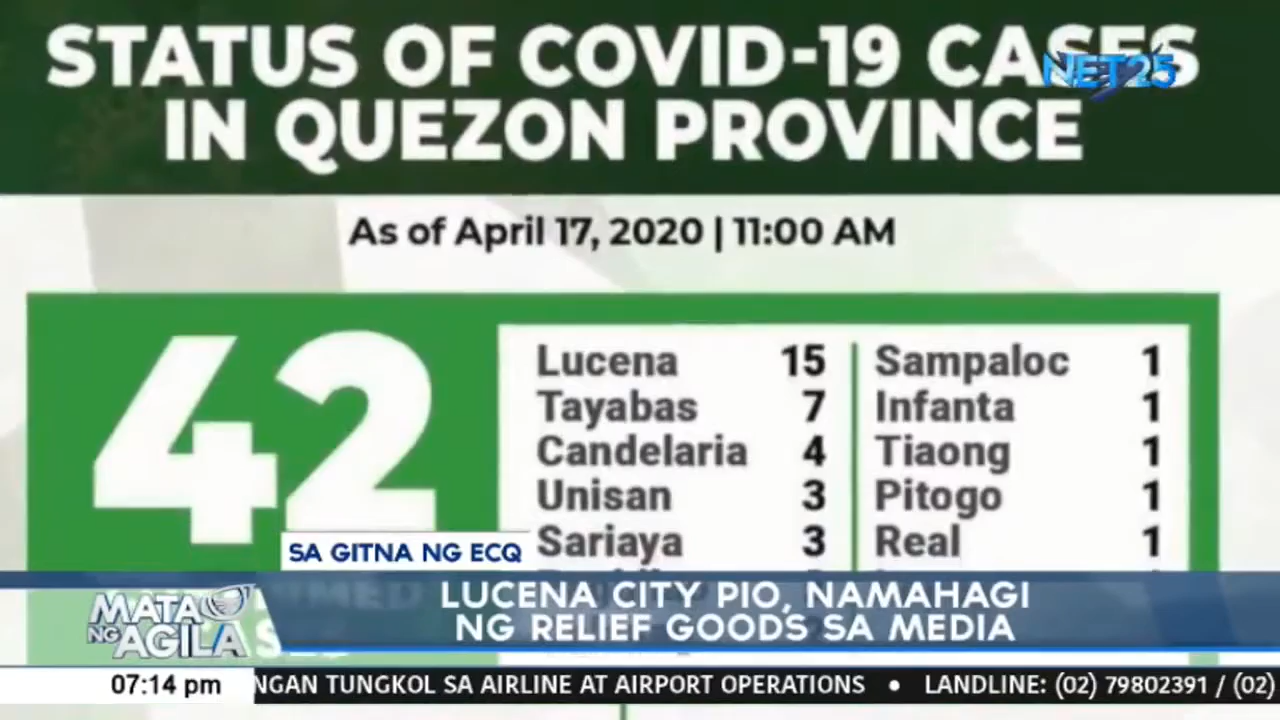 STATUS OF COVID-19 CASES
NET25
IN QUEZON PROVINCE
As of April 17, 2020 | 11:00 AM
42
Lucena 15
Tayabas 7
Candelaria 4
Unisan 3
Sariaya 3
Sampaloc 1
Infanta 1
Tiaong 1
Pitogo 1
Real 1
SA GITNA NG ECQ
LUCENA CITY PIO, NAMAHAGI
NG RELIEF GOODS SA MEDIA
MATA
NG AGILA
07:14 pm
NGAN TUNGKOL SA AIRLINE AT AIRPORT OPERATIONS • LANDLINE: (02) 79802391 / (02)